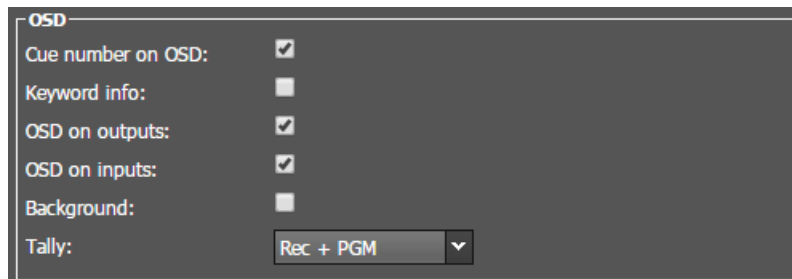 OSD
Cue number on OSD:
Keyword info:
OSD on outputs:
OSD on inputs:
Background:
Tally: Rec + PGM